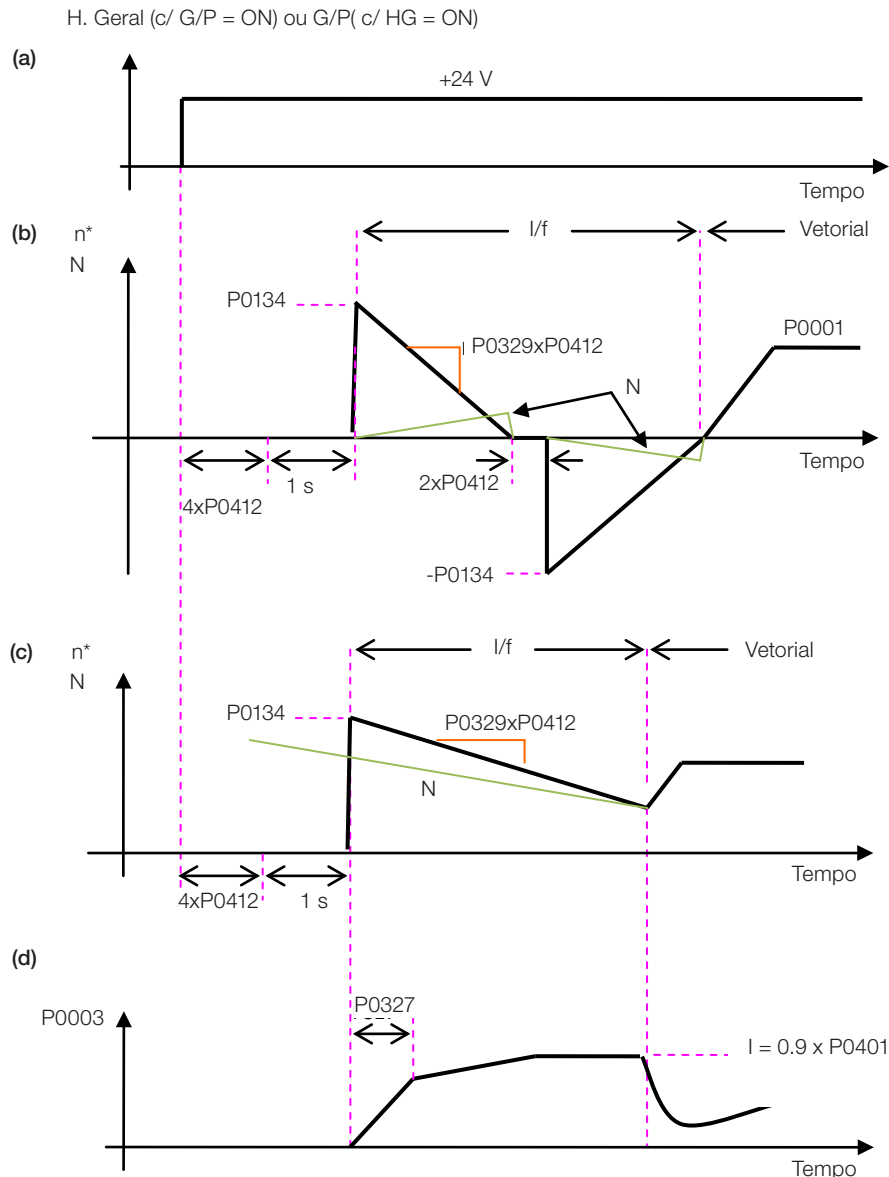 H. Geral (c/ G/P = ON) ou G/P( c/ HG = ON)
(a)
+24 V
Tempo
(b)
n*
N
I/f
Vetorial
P0134
P0329xP0412
N
P0001
Tempo
4xP0412
1 s
2xP0412
-P0134
(c)
n*
N
I/f
Vetorial
P0134
P0329xP0412
N
Tempo
4xP0412
1 s
(d)
P0003
P0327
I = 0.9 x P0401
Tempo